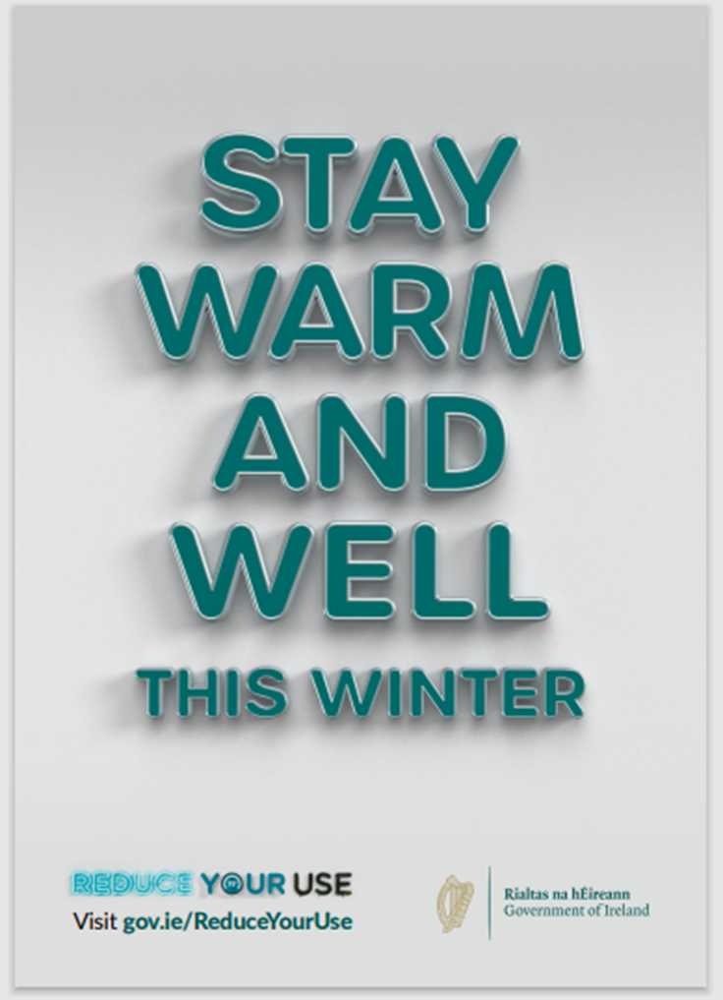 STAY
WARM
AND
WELL
THIS WINTER
REDUCE YOUR USE
Visit gov.ie/ReduceYourUse
Rialtas na hÉireann
Government of Ireland